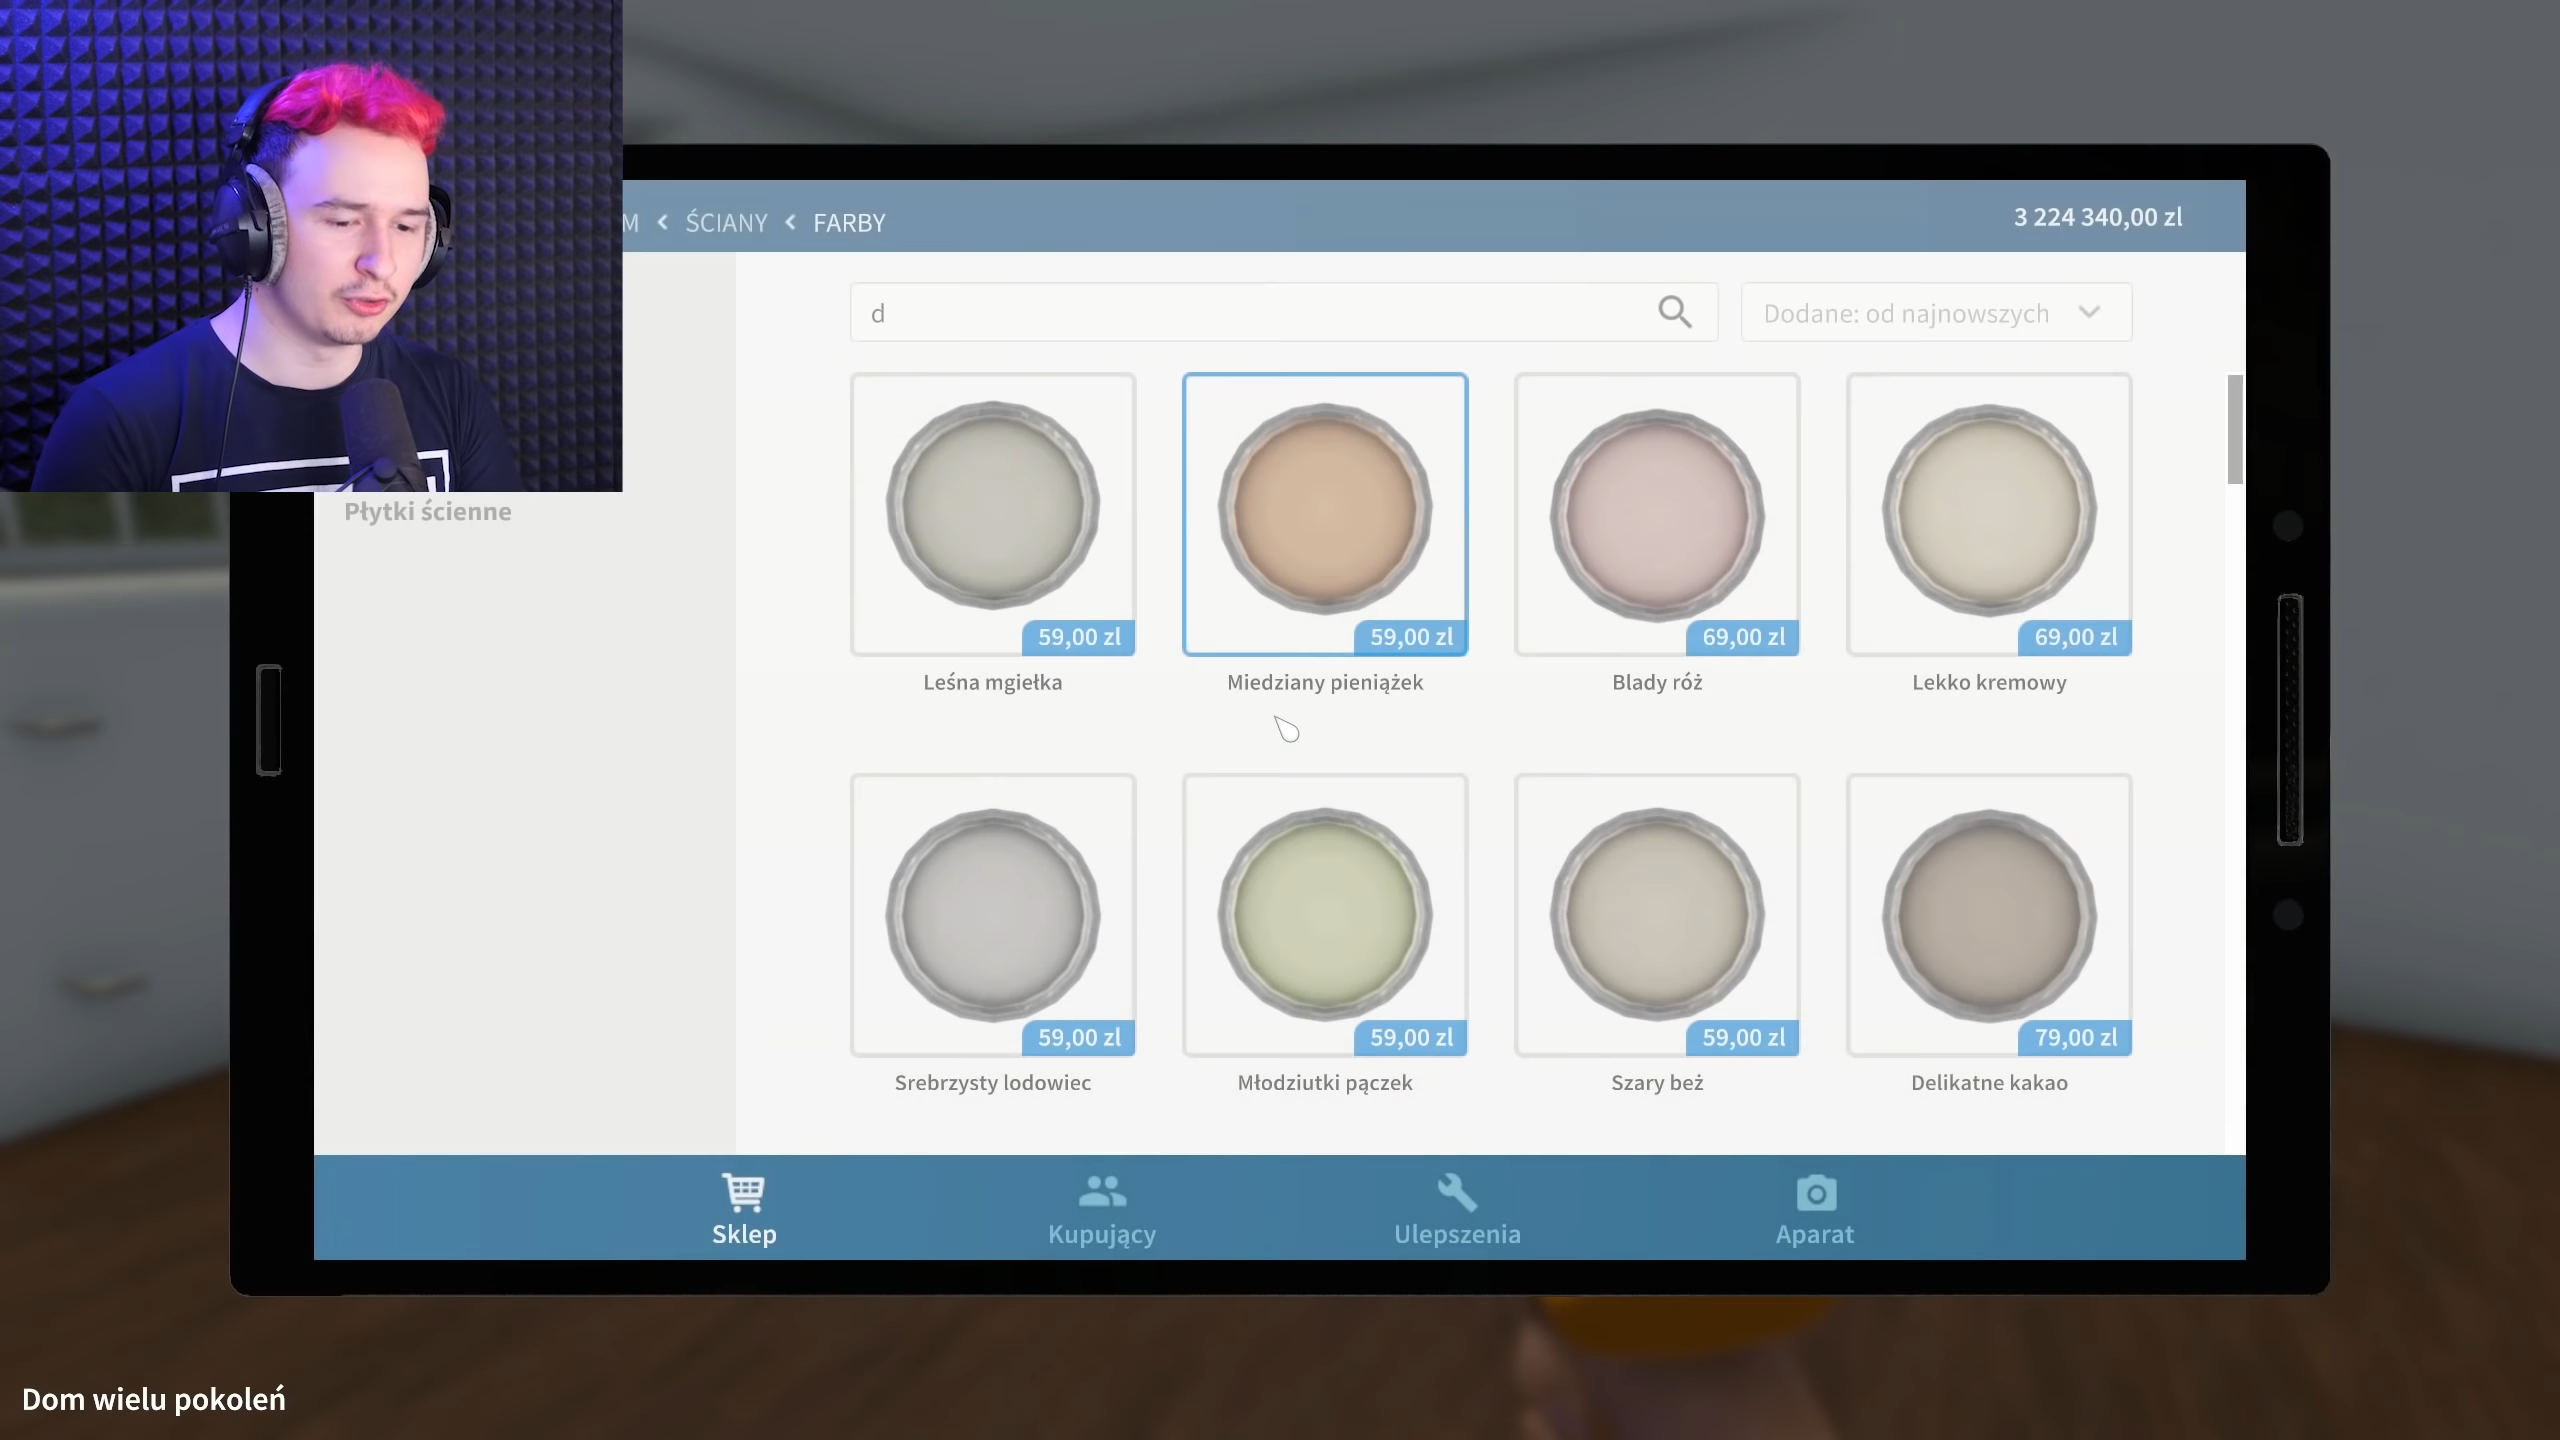 M < ŚCIANY < FARBY
3 224 340,00 zl
d
Dodane: od najnowszych
Płytki ścienne
59,00 zl
59,00 zl
69,00 zl
69,00 zl
Leśna mgiełka
Miedziany pieniążek
Blady róż
Lekko kremowy
59,00 zl
59,00 zl
59,00 zl
79,00 zl
Srebrzysty lodowiec
Młodziutki pączek
Szary beż
Delikatne kakao
Sklep
Kupujący
Ulepszenia
Aparat
Dom wielu pokoleń